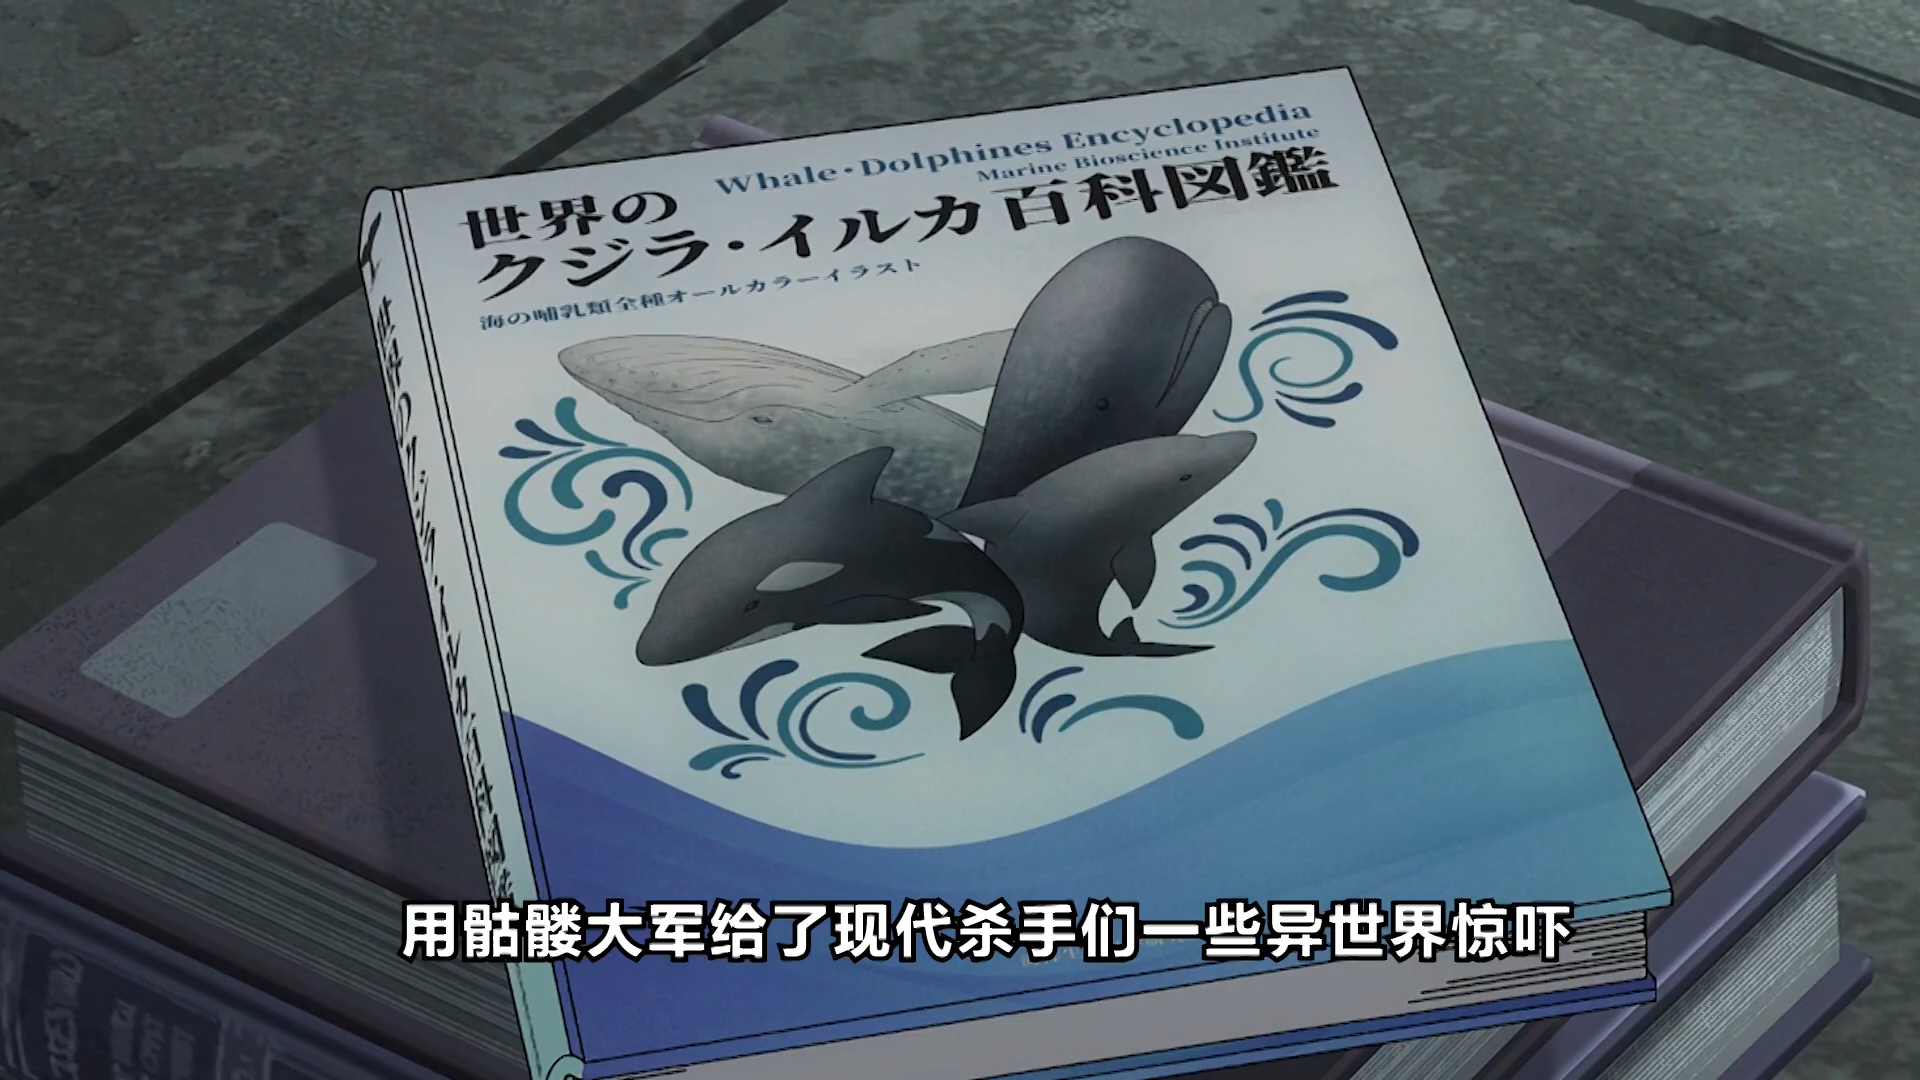 Whale・Dolphines Encyclopedia
Marine Bioscience Institute
世界の
クジラ・イルカ百科図鑑
海の哺乳類全種オールカラーイラスト
用骷髅大军给了现代杀手们一些异世界惊吓